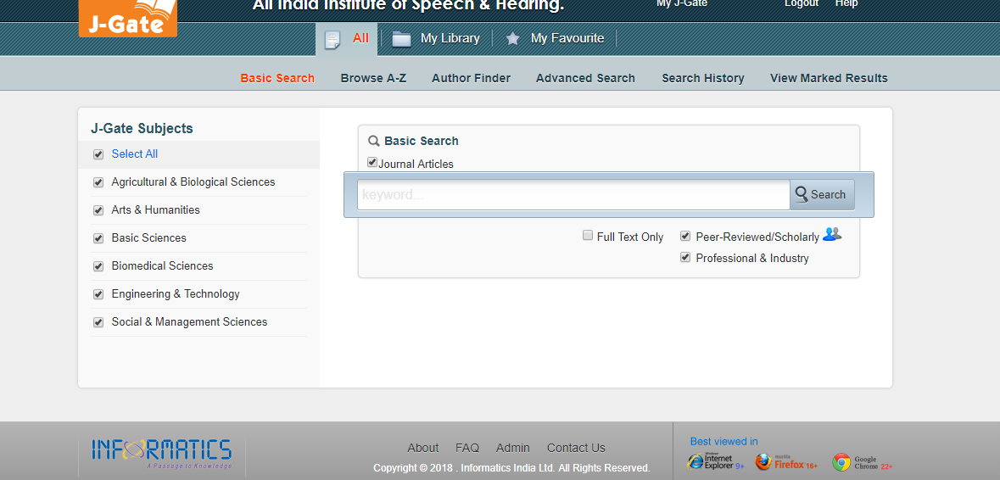 All India Institute of Speech & Hearing.
My J-Gate
Logout
Help
J-Gate
All
My Library
My Favourite
Basic Search
Browse A-Z
Author Finder
Advanced Search
Search History
View Marked Results
J-Gate Subjects
Select All
Agricultural & Biological Sciences
Arts & Humanities
Basic Sciences
Biomedical Sciences
Engineering & Technology
Social & Management Sciences
Basic Search
Journal Articles
keyword...
Search
Full Text Only
Peer-Reviewed/Scholarly
Professional & Industry
INFORMATICS
A Passage to Knowledge
About
FAQ
Admin
Contact Us
Copyright © 2018 . Informatics India Ltd. All Rights Reserved.
Best viewed in
Windows
Internet
Explorer 9+
mozilla
Firefox 16+
Google
Chrome 22+